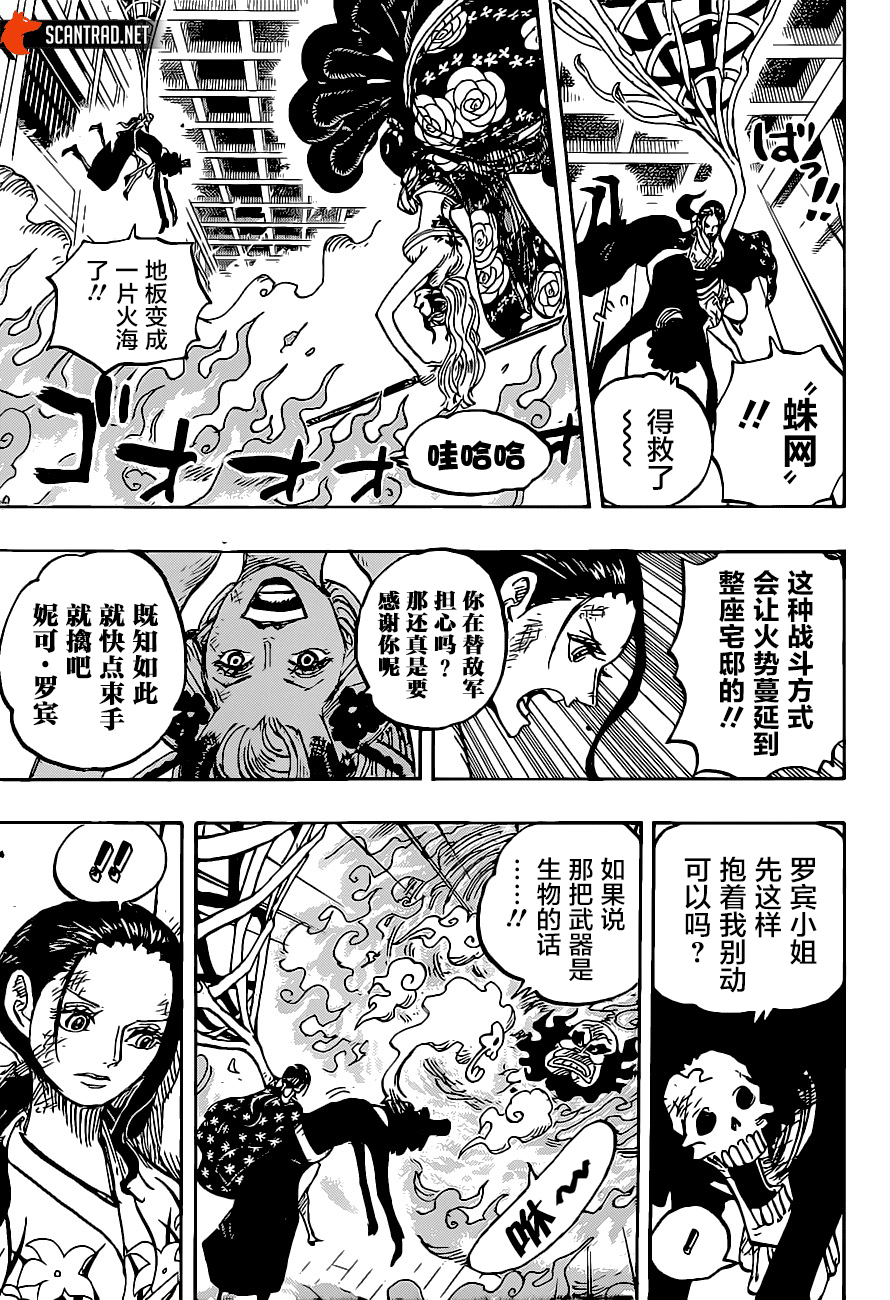 SCANTRAD.NET
ばっ!!
〝蛛网〞
!!
得救了
~~
地板变成
一片火海
了!!
哇哈哈
ゴオオオオ
这种战斗方式
会让火势蔓延到
整座宅邸的!!
你在替敌军
担心吗?
那还真是要
感谢你呢
既知如此
就快点束手
就擒吧
妮可·罗宾
罗宾小姐
先这样
抱着我别动
可以吗?
!
如果说
那把武器是
生物的话
……!!
咻~
!!